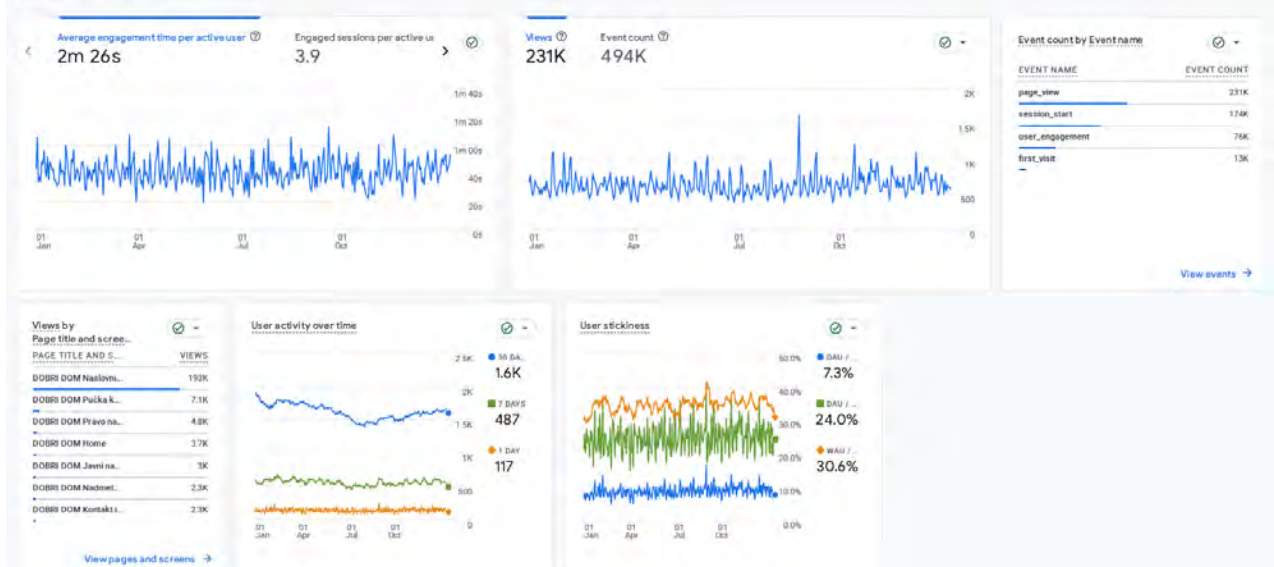 Average engagement time per active user
Engaged sessions per active u
2m 26s
3.9
1m 40s
1m 20s
1m 00s
40s
20s
0s
01 Jan
01 Apr
01 Jul
01 Oct
Views
Event count
231K
494K
2K
1.5K
1K
500
0
01 Jan
01 Apr
01 Jul
01 Oct
Event count by Event name
EVENT NAME
EVENT COUNT
page_view
231K
session_start
174K
user_engagement
76K
first_visit
13K
View events →
Views by
Page title and scree...
PAGE TITLE AND S...
VIEWS
DOBRI DOM Naslovni...
193K
DOBRI DOM Pučka k...
7.1K
DOBRI DOM Pravo na...
4.8K
DOBRI DOM Home
3.7K
DOBRI DOM Javni na...
3K
DOBRI DOM Nadmet...
2.3K
DOBRI DOM Kontakt i...
2.3K
View pages and screens →
User activity over time
2.5K
2K
1.5K
1K
500
0
30 DA...
1.6K
7 DAYS
487
1 DAY
117
01 Jan
01 Apr
01 Jul
01 Oct
User stickiness
50.0%
40.0%
30.0%
20.0%
10.0%
0.0%
DAU / ...
7.3%
DAU / ...
24.0%
WAU / ...
30.6%
01 Jan
01 Apr
01 Jul
01 Oct